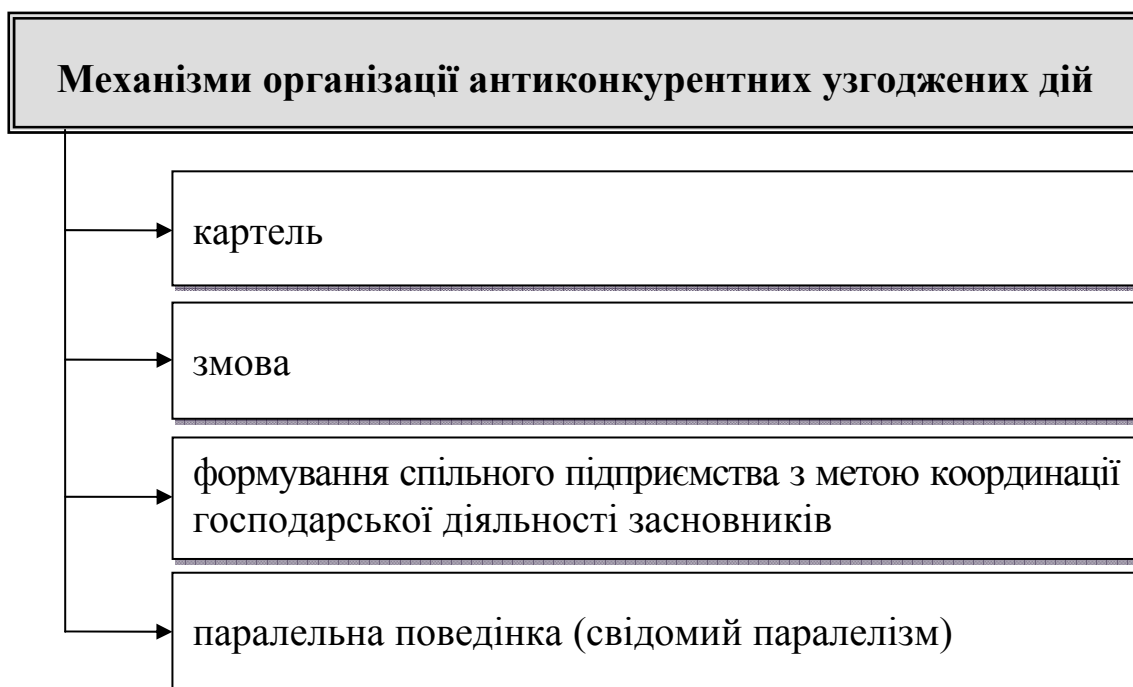 Механізми організації антиконкурентних узгоджених дій
картель
змова
формування спільного підприємства з метою координації
господарської діяльності засновників
паралельна поведінка (свідомий паралелізм)